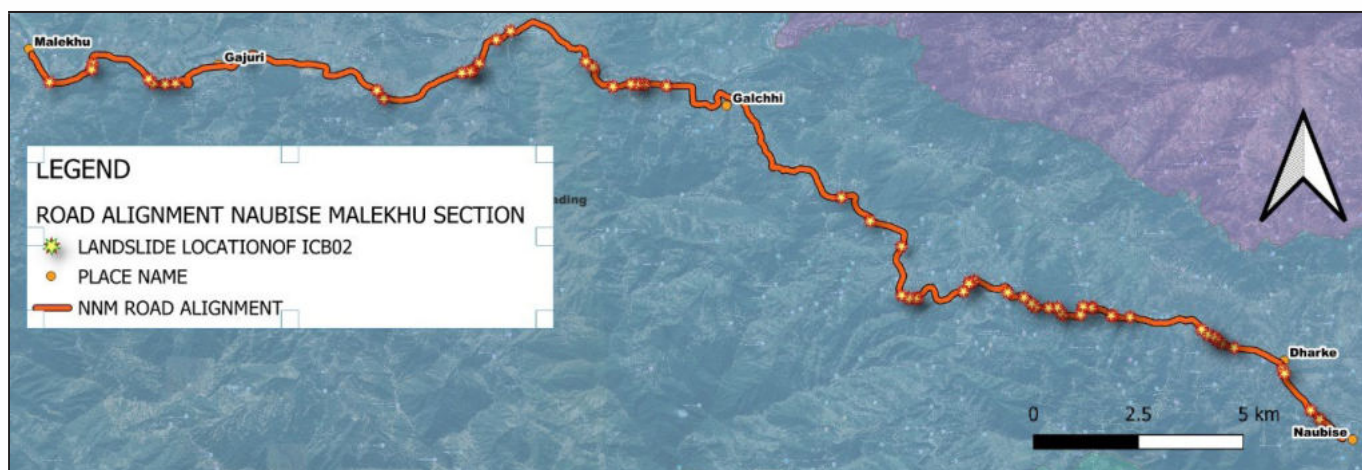 Malekhu
Gajuri
Galchhi
LEGEND
ROAD ALIGNMENT NAUBISE MALEKHU SECTION
LANDSLIDE LOCATIONOF ICB02
PLACE NAME
NNM ROAD ALIGNMENT
ading
Dharke
0 2.5 5 km
Naubise